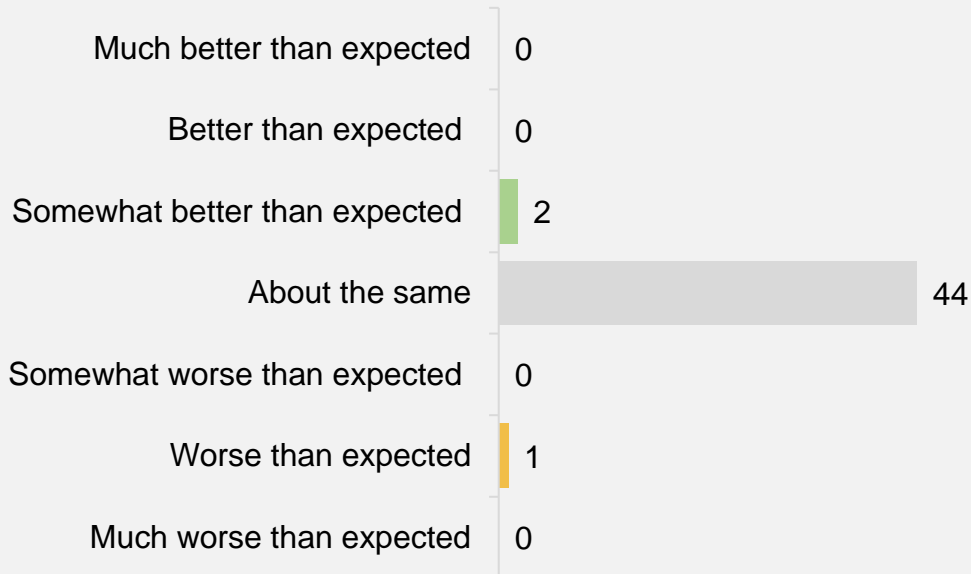 Much better than expected 0
Better than expected 0
Somewhat better than expected 2
About the same 44
Somewhat worse than expected 0
Worse than expected 1
Much worse than expected 0